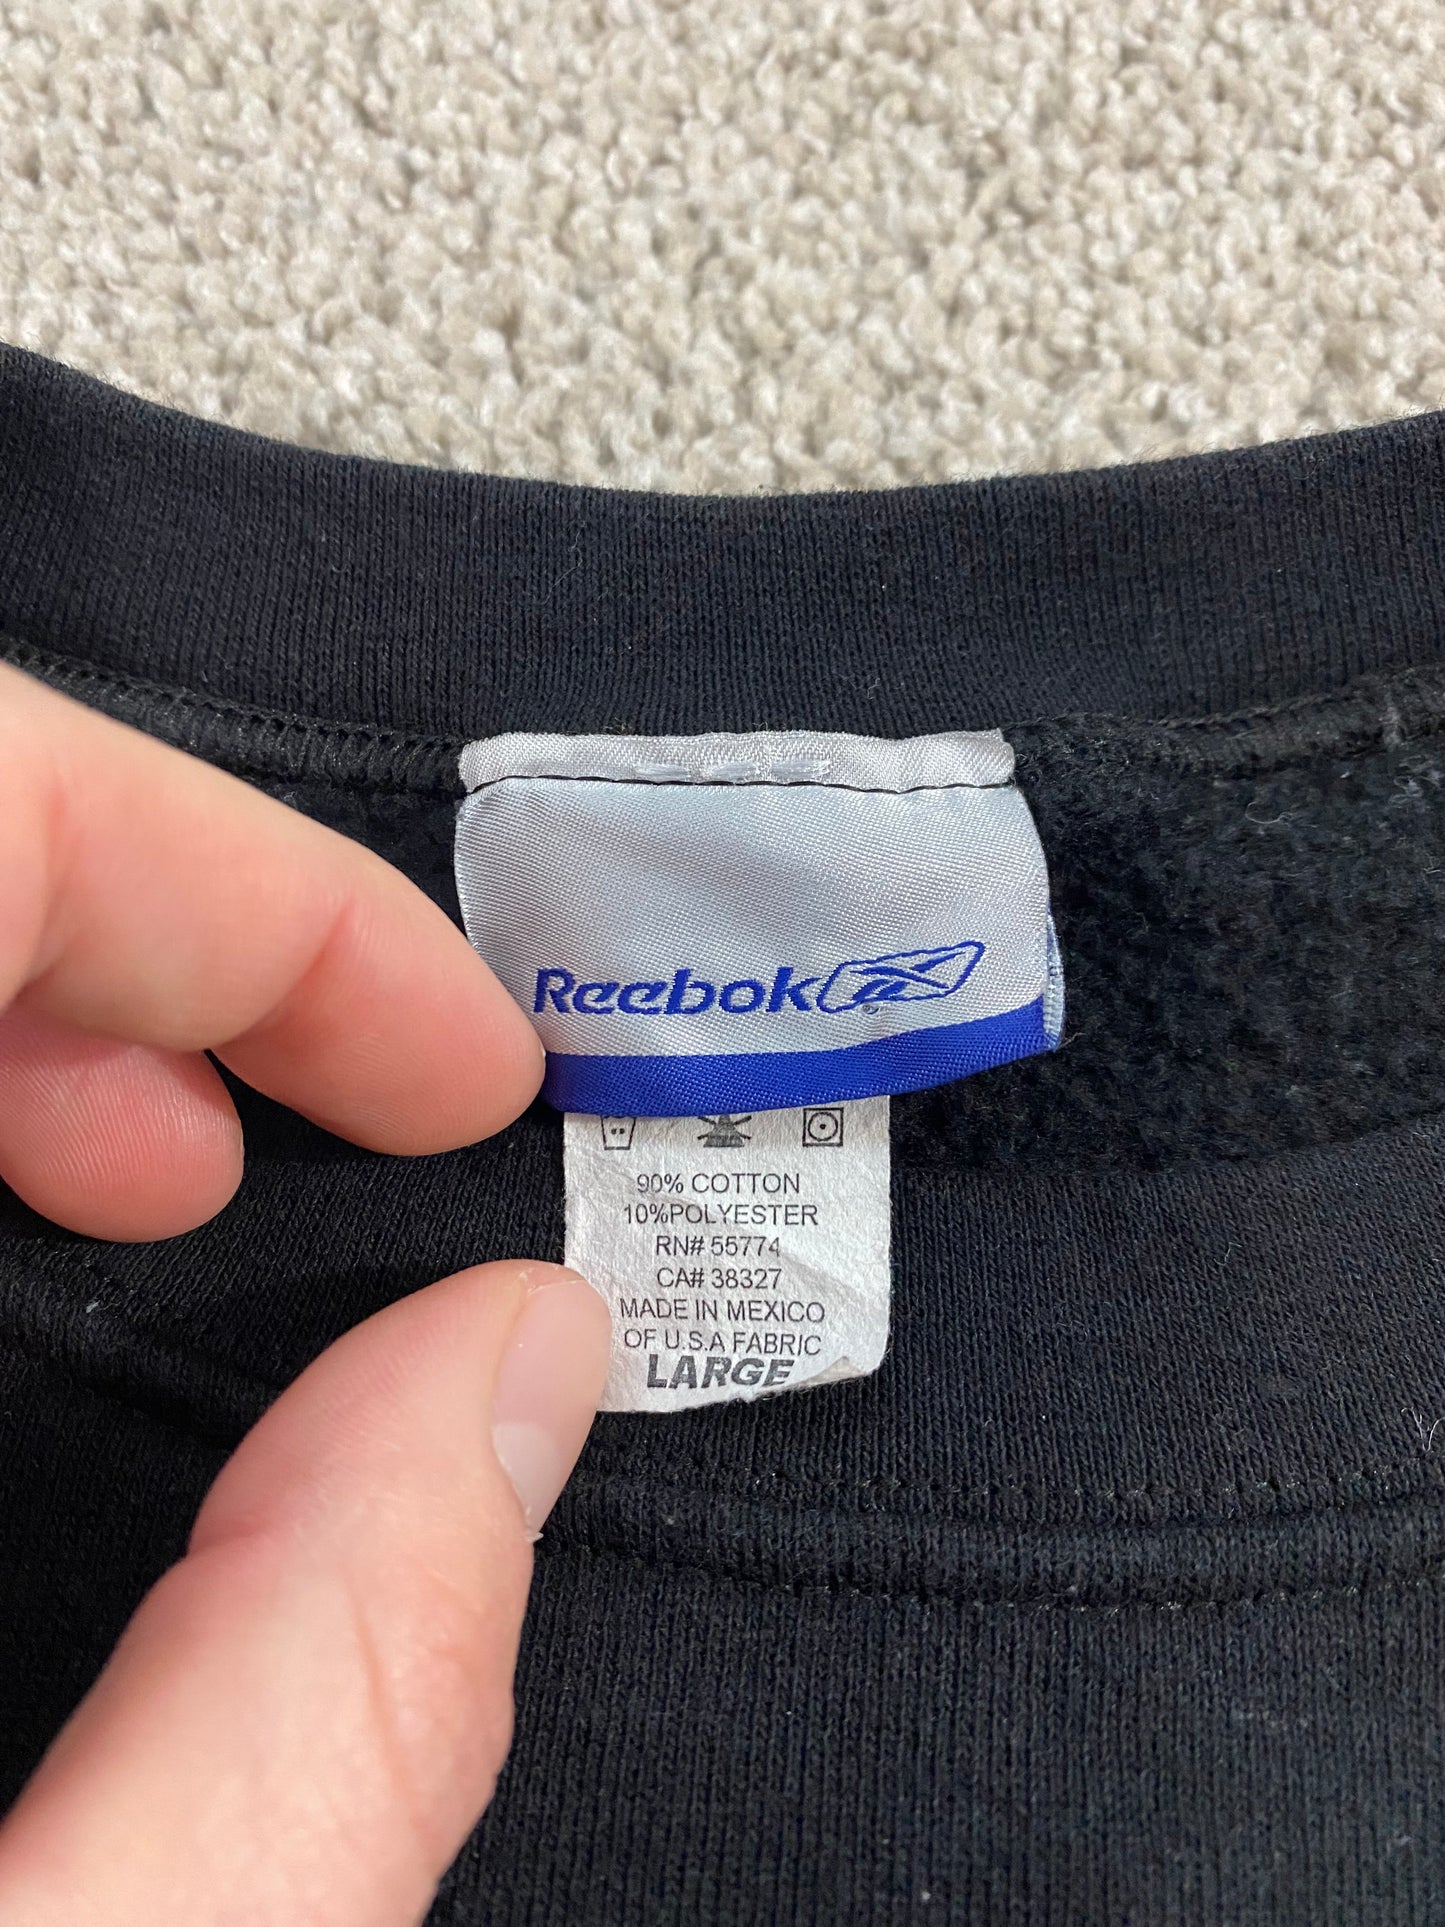 Reebok
90% COTTON
10%POLYESTER
RN# 55774
CA# 38327
MADE IN MEXICO
OF U.S.A FABRIC
LARGE